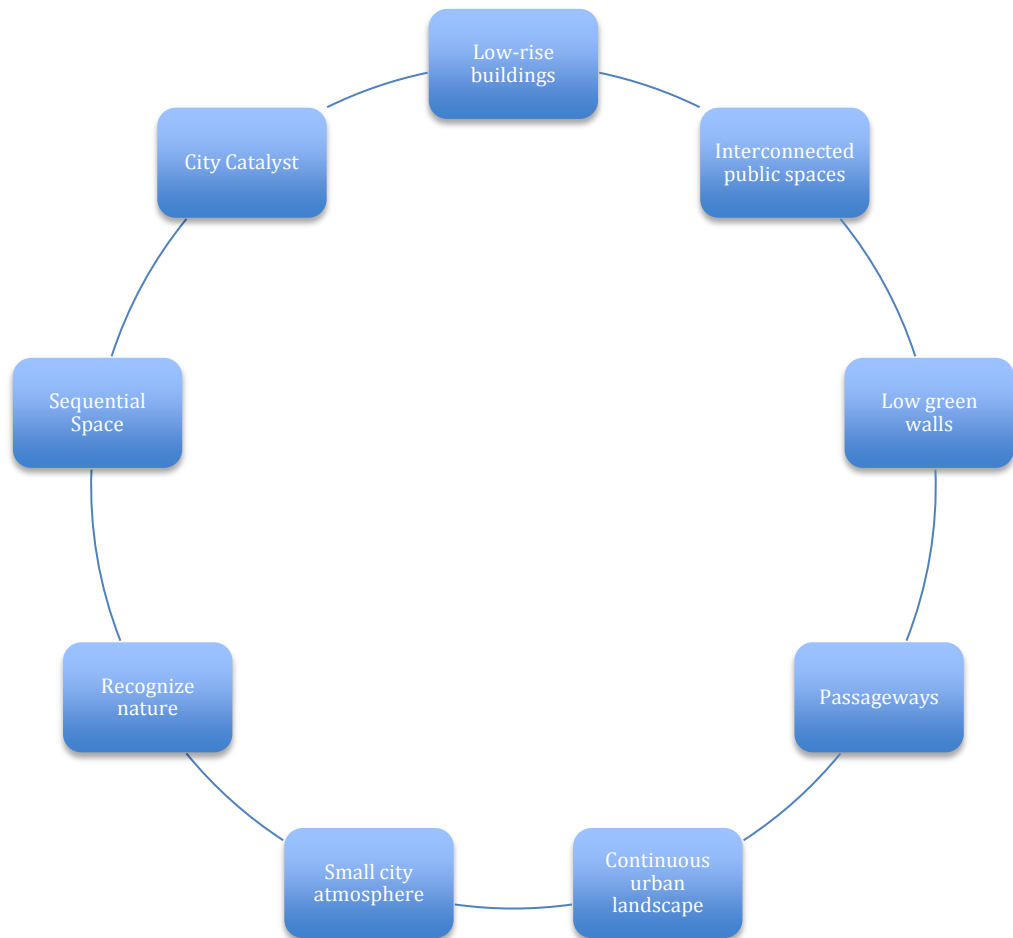 Low-rise
buildings
Interconnected
public spaces
Low green
walls
Passageways
Continuous
urban
landscape
Small city
atmosphere
Recognize
nature
Sequential
Space
City Catalyst